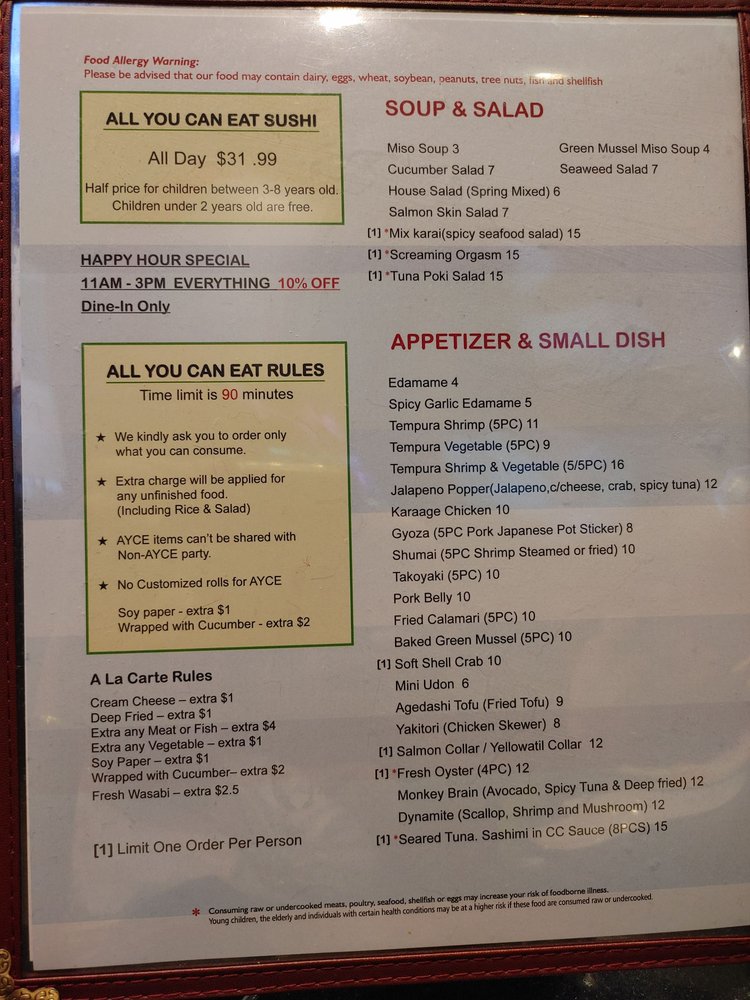 Food Allergy Warning:
Please be advised that our food may contain dairy, eggs, wheat, soybean, peanuts, tree nuts, fish and shellfish
ALL YOU CAN EAT SUSHI
All Day $31 .99
Half price for children between 3-8 years old.
Children under 2 years old are free.
HAPPY HOUR SPECIAL
11AM - 3PM EVERYTHING 10% OFF
Dine-In Only
ALL YOU CAN EAT RULES
Time limit is 90 minutes
★ We kindly ask you to order only
what you can consume.
★ Extra charge will be applied for
any unfinished food.
(Including Rice & Salad)
★ AYCE items can't be shared with
Non-AYCE party.
★ No Customized rolls for AYCE
Soy paper - extra $1
Wrapped with Cucumber - extra $2
A La Carte Rules
Cream Cheese – extra $1
Deep Fried – extra $1
Extra any Meat or Fish – extra $4
Extra any Vegetable – extra $1
Soy Paper – extra $1
Wrapped with Cucumber– extra $2
Fresh Wasabi – extra $2.5
[1] Limit One Order Per Person
SOUP & SALAD
Miso Soup 3 Green Mussel Miso Soup 4
Cucumber Salad 7 Seaweed Salad 7
House Salad (Spring Mixed) 6
Salmon Skin Salad 7
[1] *Mix karai(spicy seafood salad) 15
[1] *Screaming Orgasm 15
[1] *Tuna Poki Salad 15
APPETIZER & SMALL DISH
Edamame 4
Spicy Garlic Edamame 5
Tempura Shrimp (5PC) 11
Tempura Vegetable (5PC) 9
Tempura Shrimp & Vegetable (5/5PC) 16
Jalapeno Popper(Jalapeno,c/cheese, crab, spicy tuna) 12
Karaage Chicken 10
Gyoza (5PC Pork Japanese Pot Sticker) 8
Shumai (5PC Shrimp Steamed or fried) 10
Takoyaki (5PC) 10
Pork Belly 10
Fried Calamari (5PC) 10
Baked Green Mussel (5PC) 10
[1] Soft Shell Crab 10
Mini Udon 6
Agedashi Tofu (Fried Tofu) 9
Yakitori (Chicken Skewer) 8
[1] Salmon Collar / Yellowatil Collar 12
[1] *Fresh Oyster (4PC) 12
Monkey Brain (Avocado, Spicy Tuna & Deep fried) 12
Dynamite (Scallop, Shrimp and Mushroom) 12
[1] *Seared Tuna. Sashimi in CC Sauce (8PCS) 15
* Consuming raw or undercooked meats, poultry, seafood, shellfish or eggs may increase your risk of foodborne illness.
Young children, the elderly and individuals with certain health conditions may be at a higher risk if these food are consumed raw or undercooked.